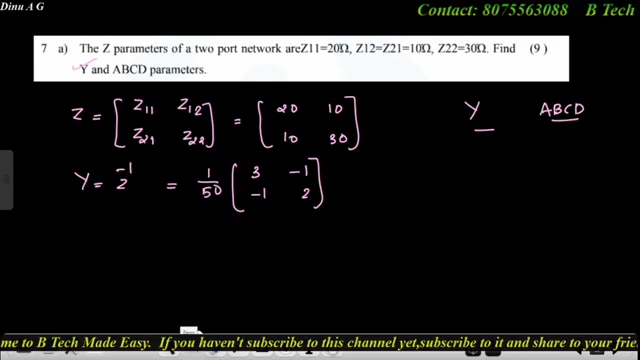 Dinu A G
Contact: 8075563088 B Tech
7 a) The Z parameters of a two port network areZ11=20Ω, Z12=Z21=10Ω, Z22=30Ω. Find (9)
Y and ABCD parameters.
Z = [ Z11 Z12 Z21 Z22 ] = [ 20 10 10 30 ]
Y ABCD
Y = Z^-1 = 1/50 [ 3 -1 -1 2 ]
me to B Tech Made Easy. If you haven't subscribe to this channel yet,subscribe to it and share to your frie